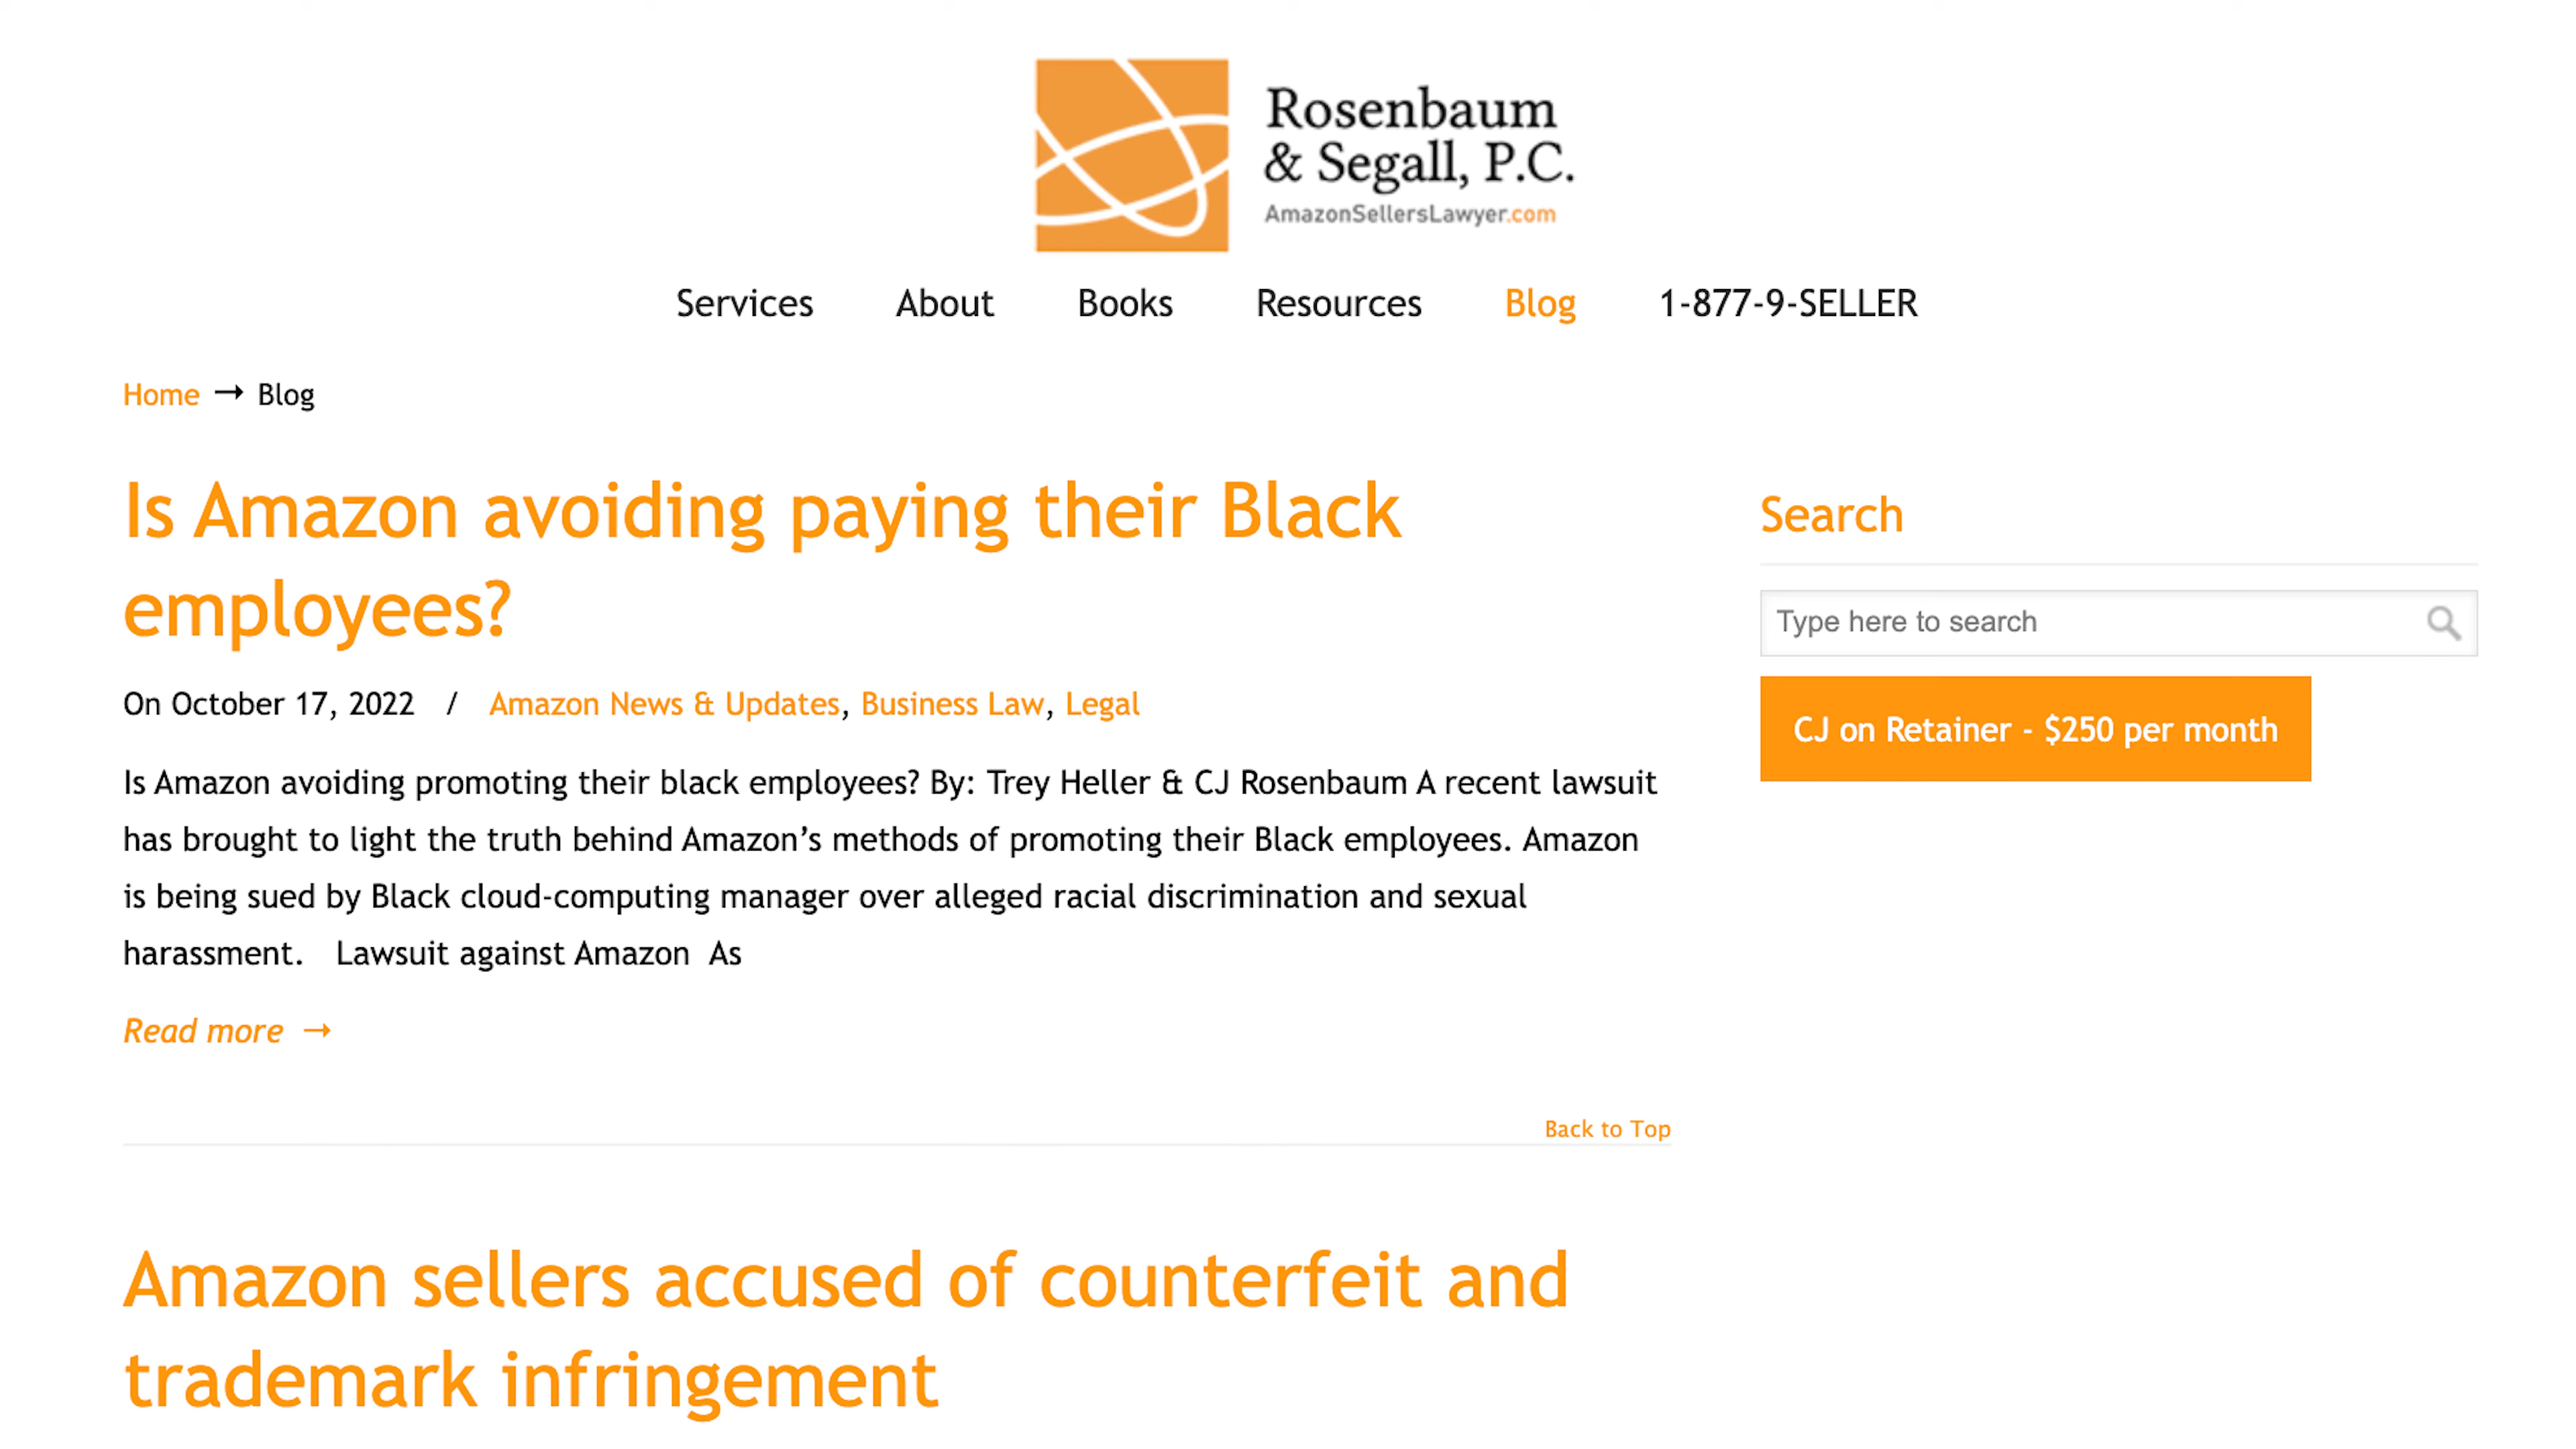 Rosenbaum
& Segall, P.C.
AmazonSellersLawyer.com
Services About Books Resources Blog 1-877-9-SELLER
Home → Blog
Is Amazon avoiding paying their Black
employees?
On October 17, 2022 / Amazon News & Updates, Business Law, Legal
Is Amazon avoiding promoting their black employees? By: Trey Heller & CJ Rosenbaum A recent lawsuit
has brought to light the truth behind Amazon’s methods of promoting their Black employees. Amazon
is being sued by Black cloud-computing manager over alleged racial discrimination and sexual
harassment. Lawsuit against Amazon As
Read more →
Back to Top
Amazon sellers accused of counterfeit and
trademark infringement
Search
Type here to search
CJ on Retainer - $250 per month